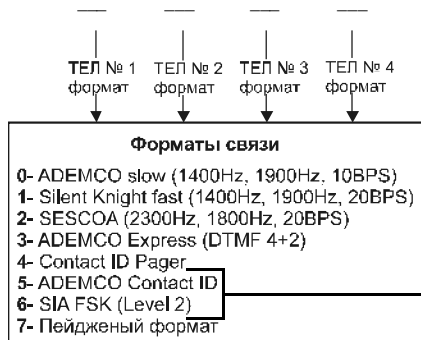 ТЕЛ № 1 ТЕЛ № 2 ТЕЛ № 3 ТЕЛ № 4
формат формат формат формат
Форматы связи
0- ADEMCO slow (1400Hz, 1900Hz, 10BPS)
1- Silent Knight fast (1400Hz, 1900Hz, 20BPS)
2- SESCOA (2300Hz, 1800Hz, 20BPS)
3- ADEMCO Express (DTMF 4+2)
4- Contact ID Pager
5- ADEMCO Contact ID
6- SIA FSK (Level 2)
7- Пейдженый формат